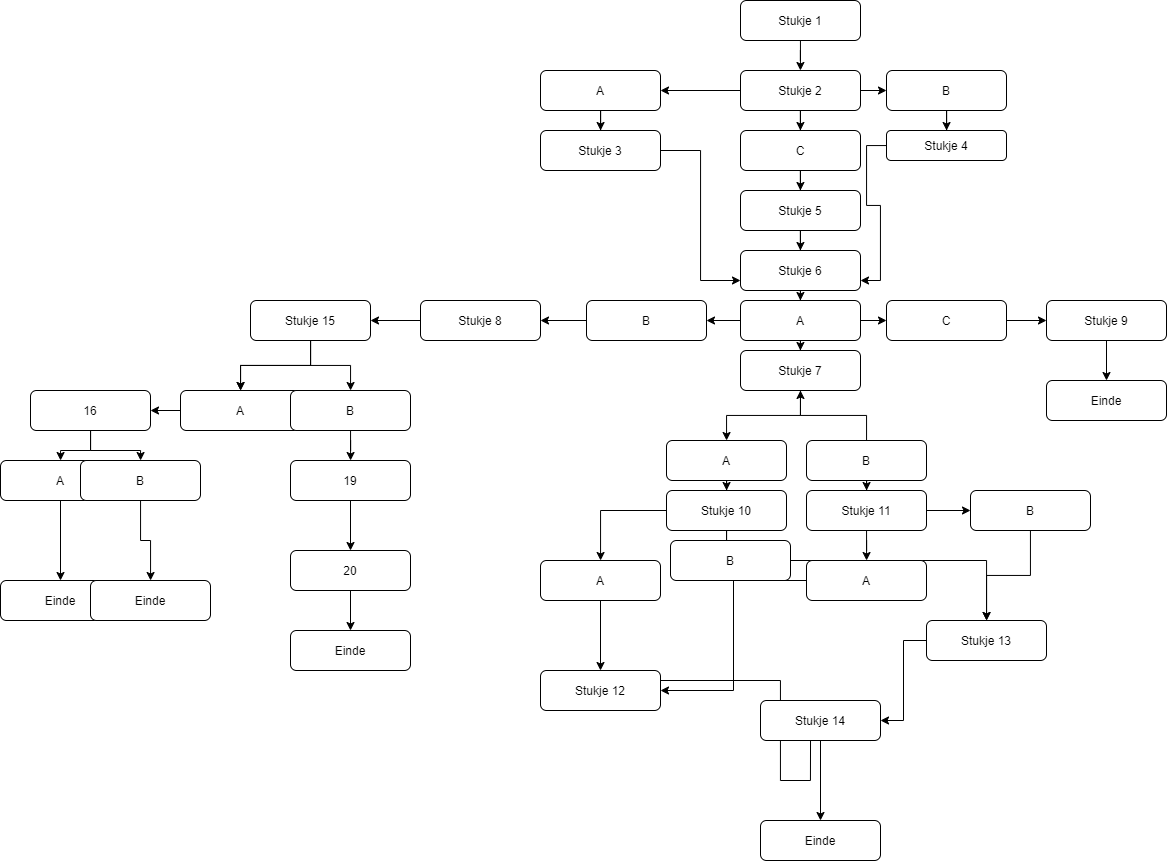 Stukje 1
A
Stukje 2
B
Stukje 3
C
Stukje 4
Stukje 5
Stukje 6
Stukje 15
Stukje 8
B
A
C
Stukje 9
Stukje 7
16
A
B
Einde
A
B
A
B
19
Stukje 10
Stukje 11
B
B
20
A
A
Einde
Einde
Einde
Stukje 13
Stukje 12
Stukje 14
Einde